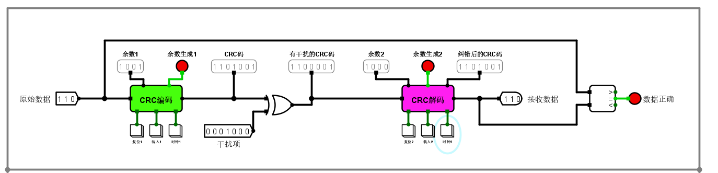 余数1 余数生成1 CRC码 有干扰的CRC码 余数2 余数生成2 纠错后的CRC码
1001 1101001 1100001 1000 1101001
原始数据 110 CRC编码 CRC解码 110 接收数据 数据正确
0001000
干扰项